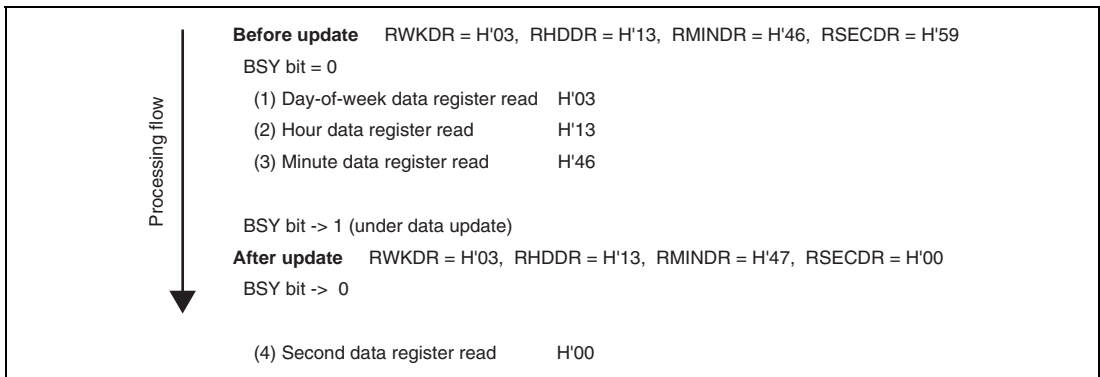 Before update RWKDR = H'03, RHDDR = H'13, RMINDR = H'46, RSECDR = H'59
BSY bit = 0
(1) Day-of-week data register read H'03
(2) Hour data register read H'13
(3) Minute data register read H'46
Processing flow
BSY bit -> 1 (under data update)
After update RWKDR = H'03, RHDDR = H'13, RMINDR = H'47, RSECDR = H'00
BSY bit -> 0
(4) Second data register read H'00